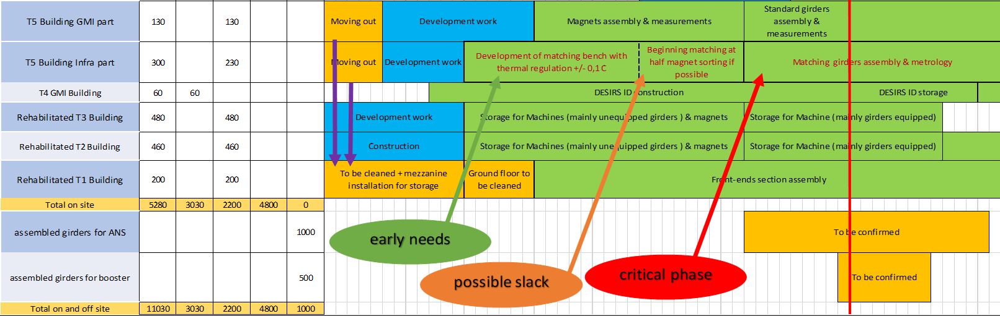 T5 Building GMI part 130 130 Moving out Development work Magnets assembly & measurements Standard girders
assembly &
measurements
T5 Building Infra part 300 230 Moving out Development work Development of matching bench with
thermal regulation +/- 0,1 C
Beginning matching at
half magnet sorting if
possible
Matching girders assembly & metrology
T4 GMI Building 60 60 DESIRS ID construction DESIRS ID storage
Rehabilitated T3 Building 480 480 Development work Storage for Machines (mainly unequipped girders ) & magnets Storage for Machine (mainly girders equipped)
Rehabilitated T2 Building 460 460 Construction Storage for Machines (mainly unequipped girders ) & magnets Storage for Machine (mainly girders equipped)
Rehabilitated T1 Building 200 200 To be cleaned + mezzanine
installation for storage
Ground floor to
be cleaned
Front-ends section assembly
Total on site 5280 3030 2200 4800 0
assembled girders for ANS 1000 To be confirmed
early needs
assembled girders for booster 500 To be confirmed
possible slack
critical phase
Total on and off site 11030 3030 2200 4800 1000